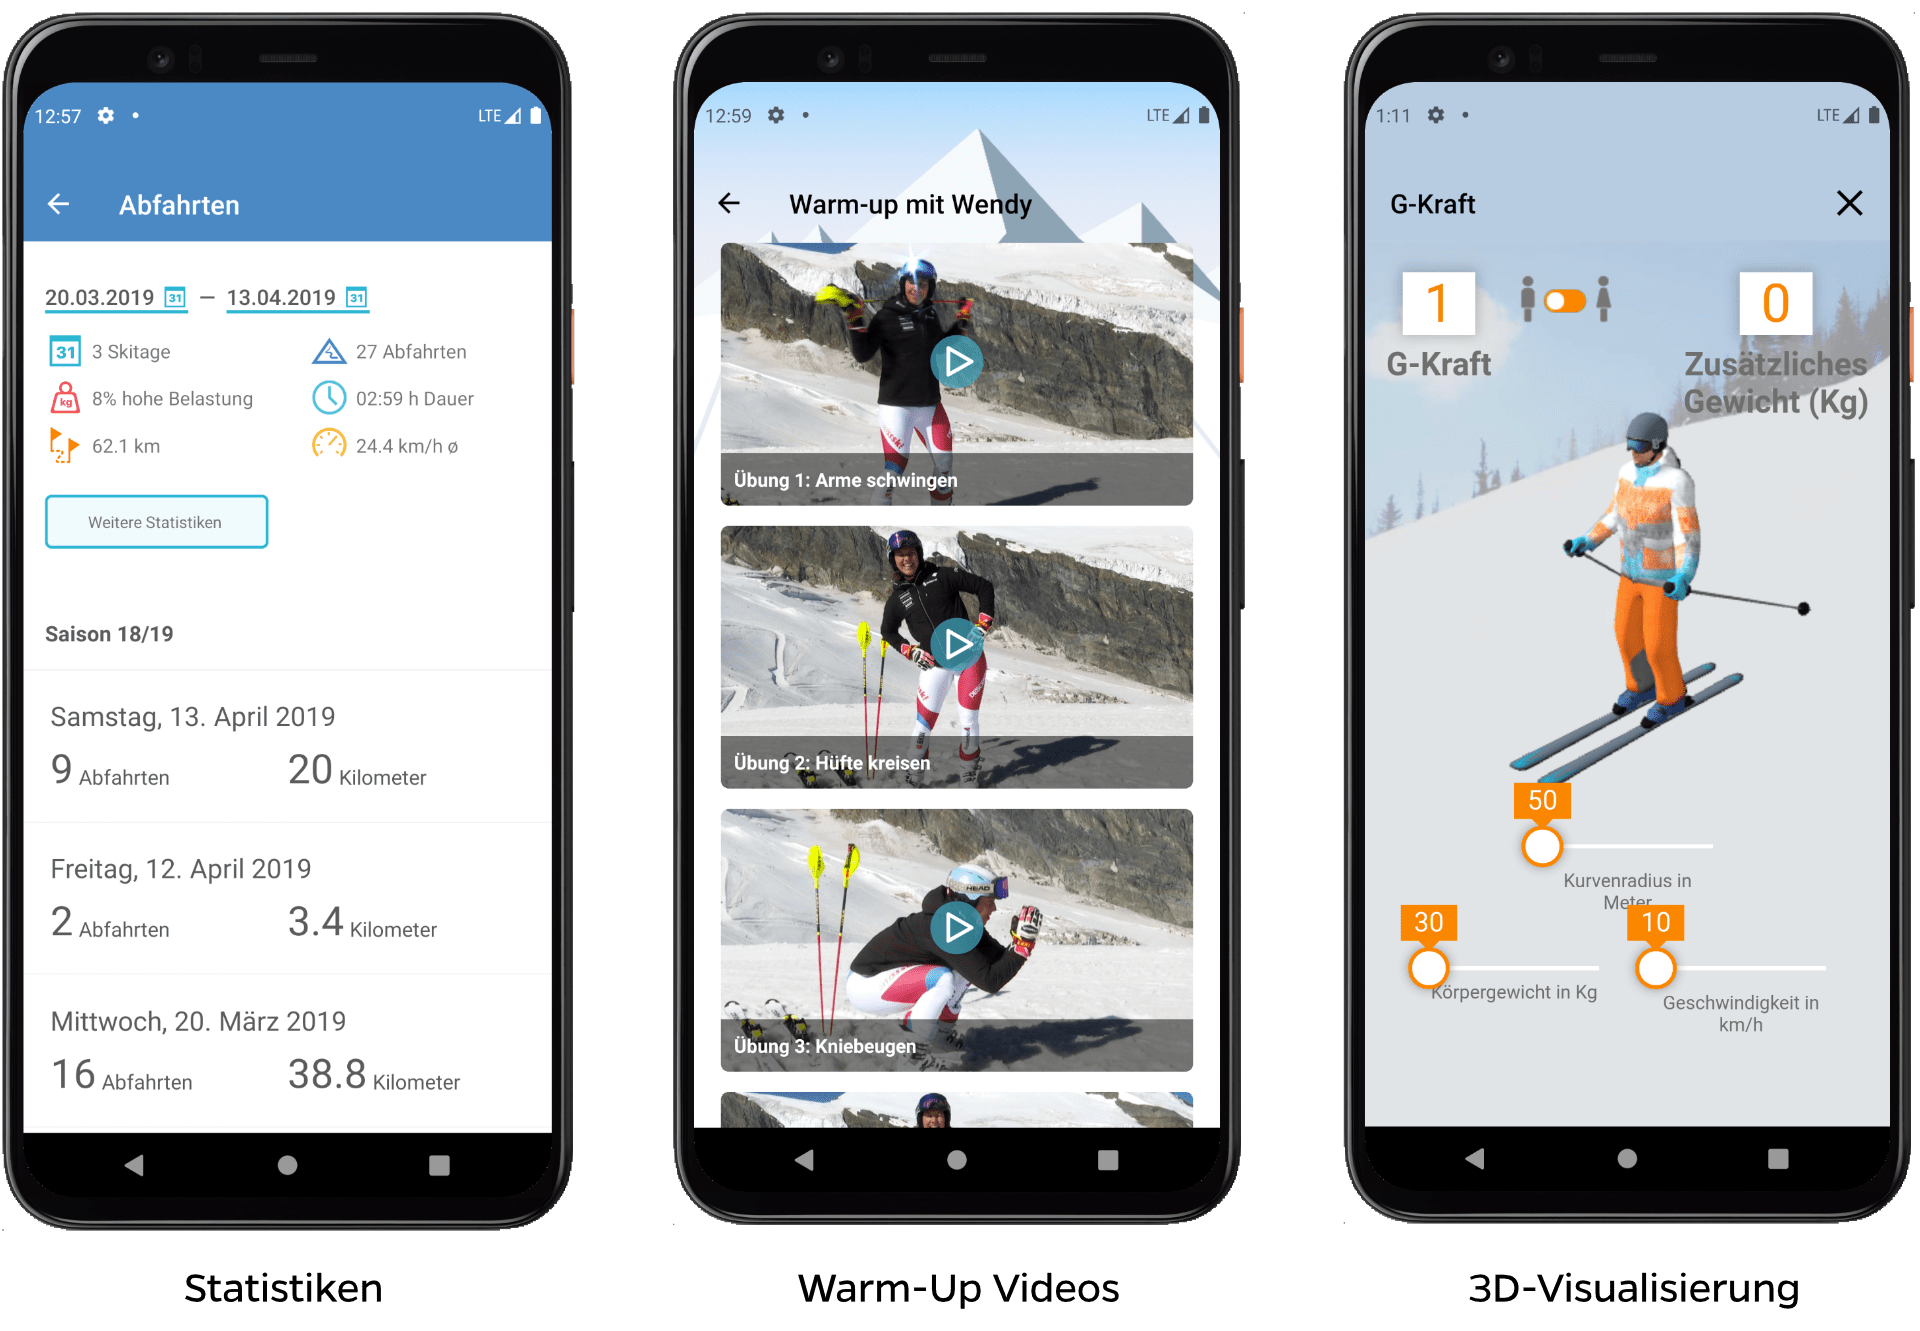 12:57
LTE
Abfahrten
20.03.2019 31 – 13.04.2019 31
31 3 Skitage
27 Abfahrten
kg 8% hohe Belastung
02:59 h Dauer
62.1 km
24.4 km/h ø
Weitere Statistiken
Saison 18/19
Samstag, 13. April 2019
9 Abfahrten
20 Kilometer
Freitag, 12. April 2019
2 Abfahrten
3.4 Kilometer
Mittwoch, 20. März 2019
16 Abfahrten
38.8 Kilometer
Statistiken
12:59
LTE
Warm-up mit Wendy
Übung 1: Arme schwingen
Übung 2: Hüfte kreisen
HEAD
Übung 3: Kniebeugen
Warm-Up Videos
1:11
LTE
G-Kraft
1
G-Kraft
0
Zusätzliches
Gewicht (Kg)
50
Kurvenradius in
Meter
30
Körpergewicht in Kg
10
Geschwindigkeit in
km/h
3D-Visualisierung